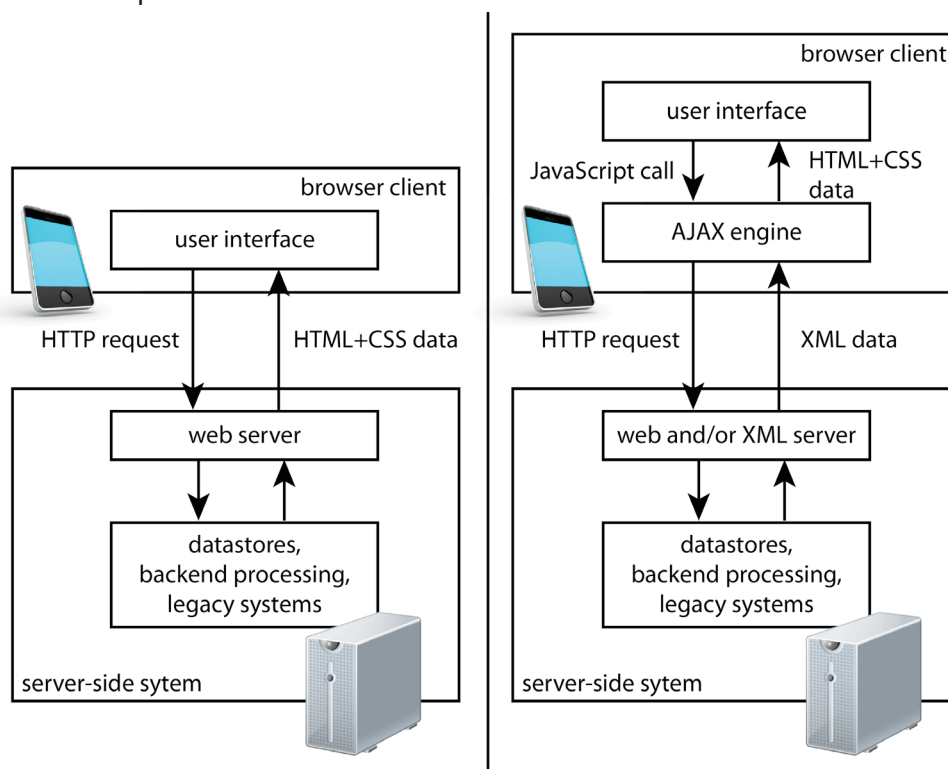 browser client
user interface
HTTP request
HTML+CSS data
web server
datastores,
backend processing,
legacy systems
server-side sytem
browser client
user interface
JavaScript call
HTML+CSS
data
AJAX engine
HTTP request
XML data
web and/or XML server
datastores,
backend processing,
legacy systems
server-side sytem